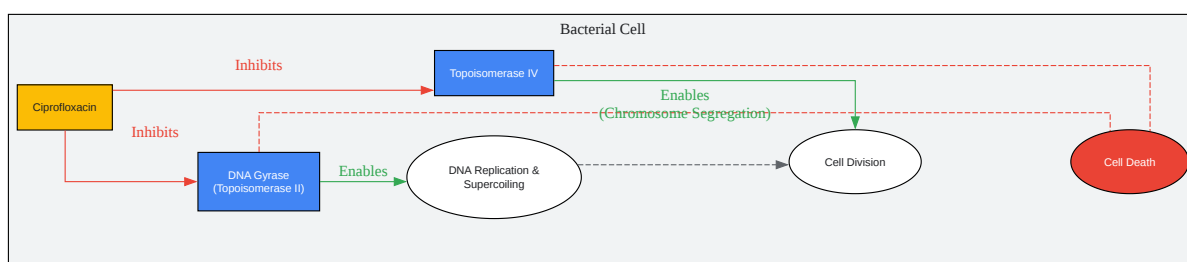 Bacterial Cell
Inhibits
Topoisomerase IV
Ciprofloxacin
Enables
(Chromosome Segregation)
Inhibits
DNA Gyrase
(Topoisomerase II)
Enables
DNA Replication &
Supercoiling
Cell Division
Cell Death